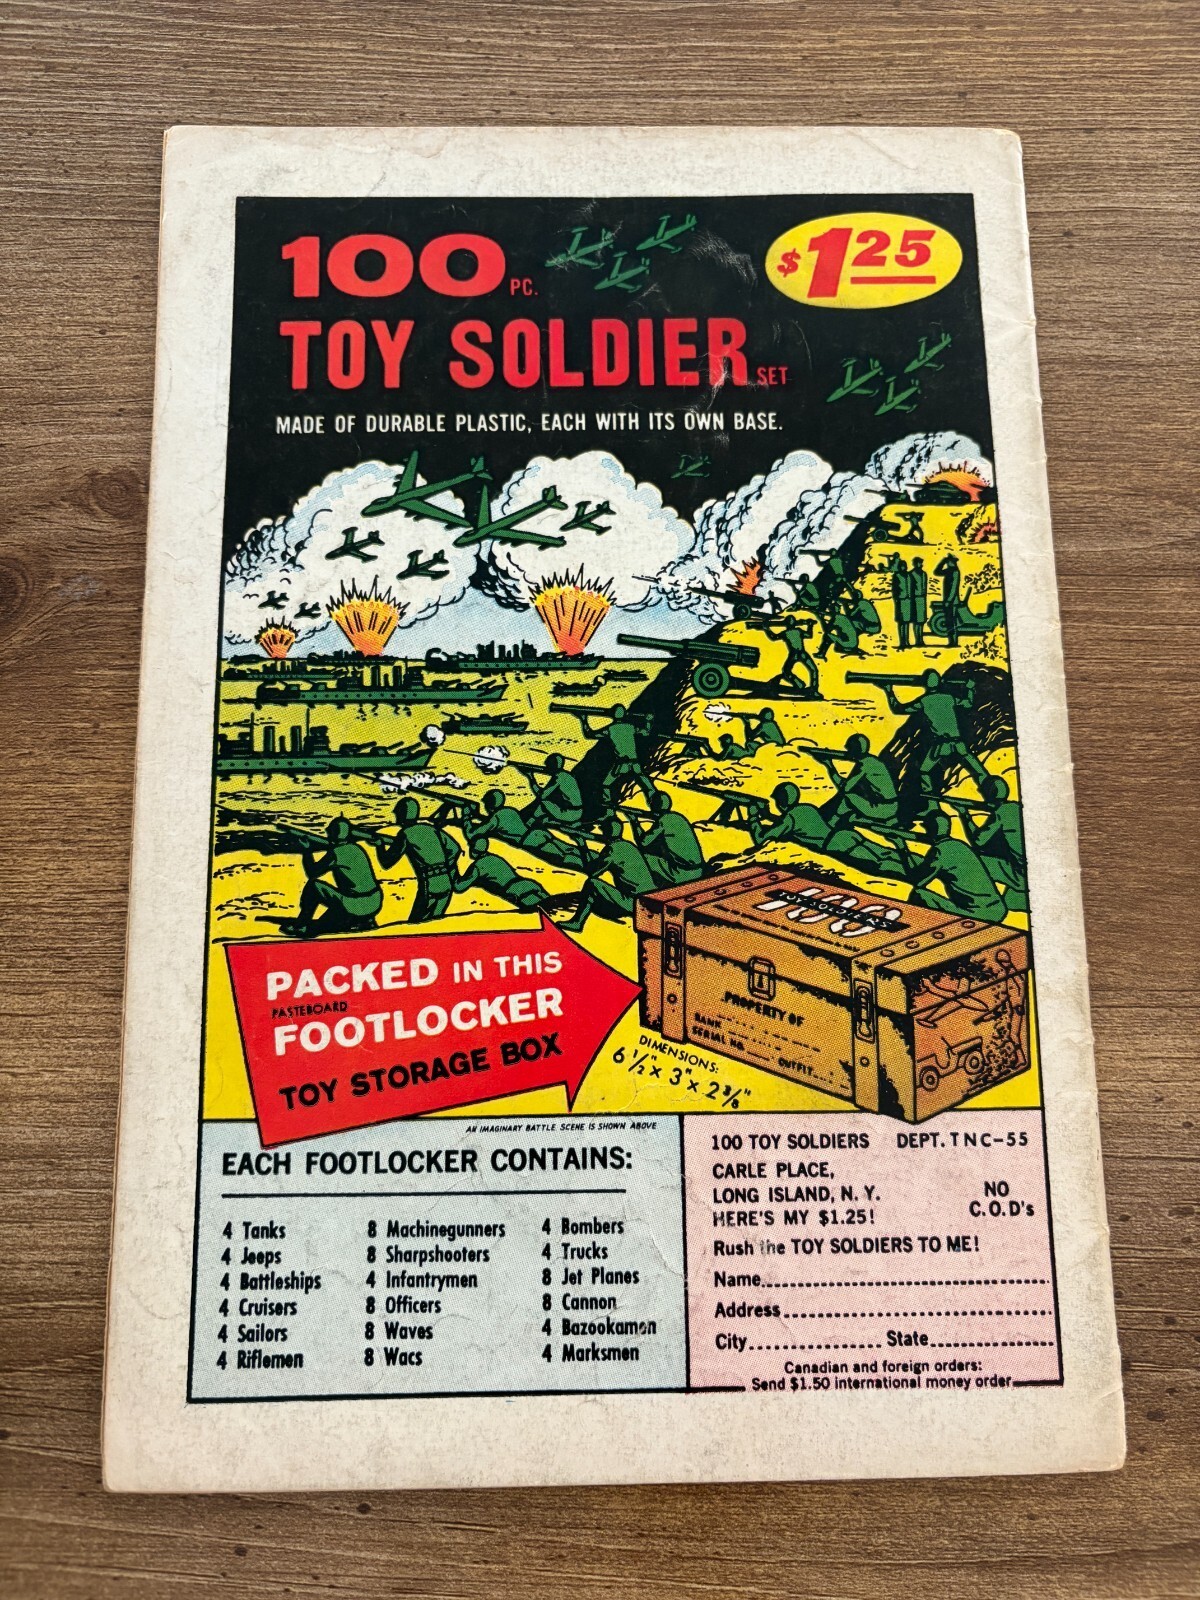 100 PC.
$1.25
TOY SOLDIER SET
MADE OF DURABLE PLASTIC, EACH WITH ITS OWN BASE.
100
TOY SOLDIERS
PROPERTY OF
RANK
SERIAL NO.
OUTFIT
PACKED IN THIS
PASTEBOARD
FOOTLOCKER
TOY STORAGE BOX
DIMENSIONS:
6 1/2" x 3" x 2 3/8"
AN IMAGINARY BATTLE SCENE IS SHOWN ABOVE
EACH FOOTLOCKER CONTAINS:
4 Tanks
4 Jeeps
4 Battleships
4 Cruisers
4 Sailors
4 Riflemen
8 Machinegunners
8 Sharpshooters
4 Infantrymen
8 Officers
8 Waves
8 Wacs
4 Bombers
4 Trucks
8 Jet Planes
8 Cannon
4 Bazookamen
4 Marksmen
100 TOY SOLDIERS DEPT. TNC-55
CARLE PLACE,
LONG ISLAND, N. Y.
HERE'S MY $1.25!
NO
C.O.D's
Rush the TOY SOLDIERS TO ME!
Name
Address
City State
Canadian and foreign orders:
Send $1.50 international money order